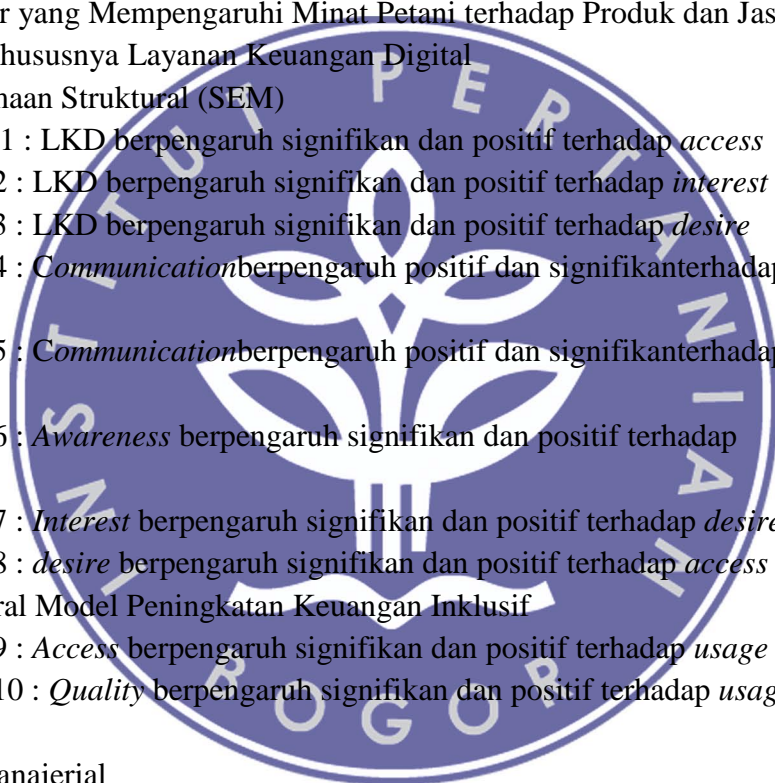 r yang Mempengaruhi Minat Petani terhadap Produk dan Jas
hususnya Layanan Keuangan Digital
naan Struktural (SEM)
1 : LKD berpengaruh signifikan dan positif terhadap access
2 : LKD berpengaruh signifikan dan positif terhadap interest
3 : LKD berpengaruh signifikan dan positif terhadap desire
4 : Communicationberpengaruh positif dan signifikanterhadap
5 : Communicationberpengaruh positif dan signifikanterhadap
6 : Awareness berpengaruh signifikan dan positif terhadap
7 : Interest berpengaruh signifikan dan positif terhadap desire
8 : desire berpengaruh signifikan dan positif terhadap access
ral Model Peningkatan Keuangan Inklusif
9 : Access berpengaruh signifikan dan positif terhadap usage
10 : Quality berpengaruh signifikan dan positif terhadap usag
anajerial
INSTITUT PERTANIAN
BOGOR